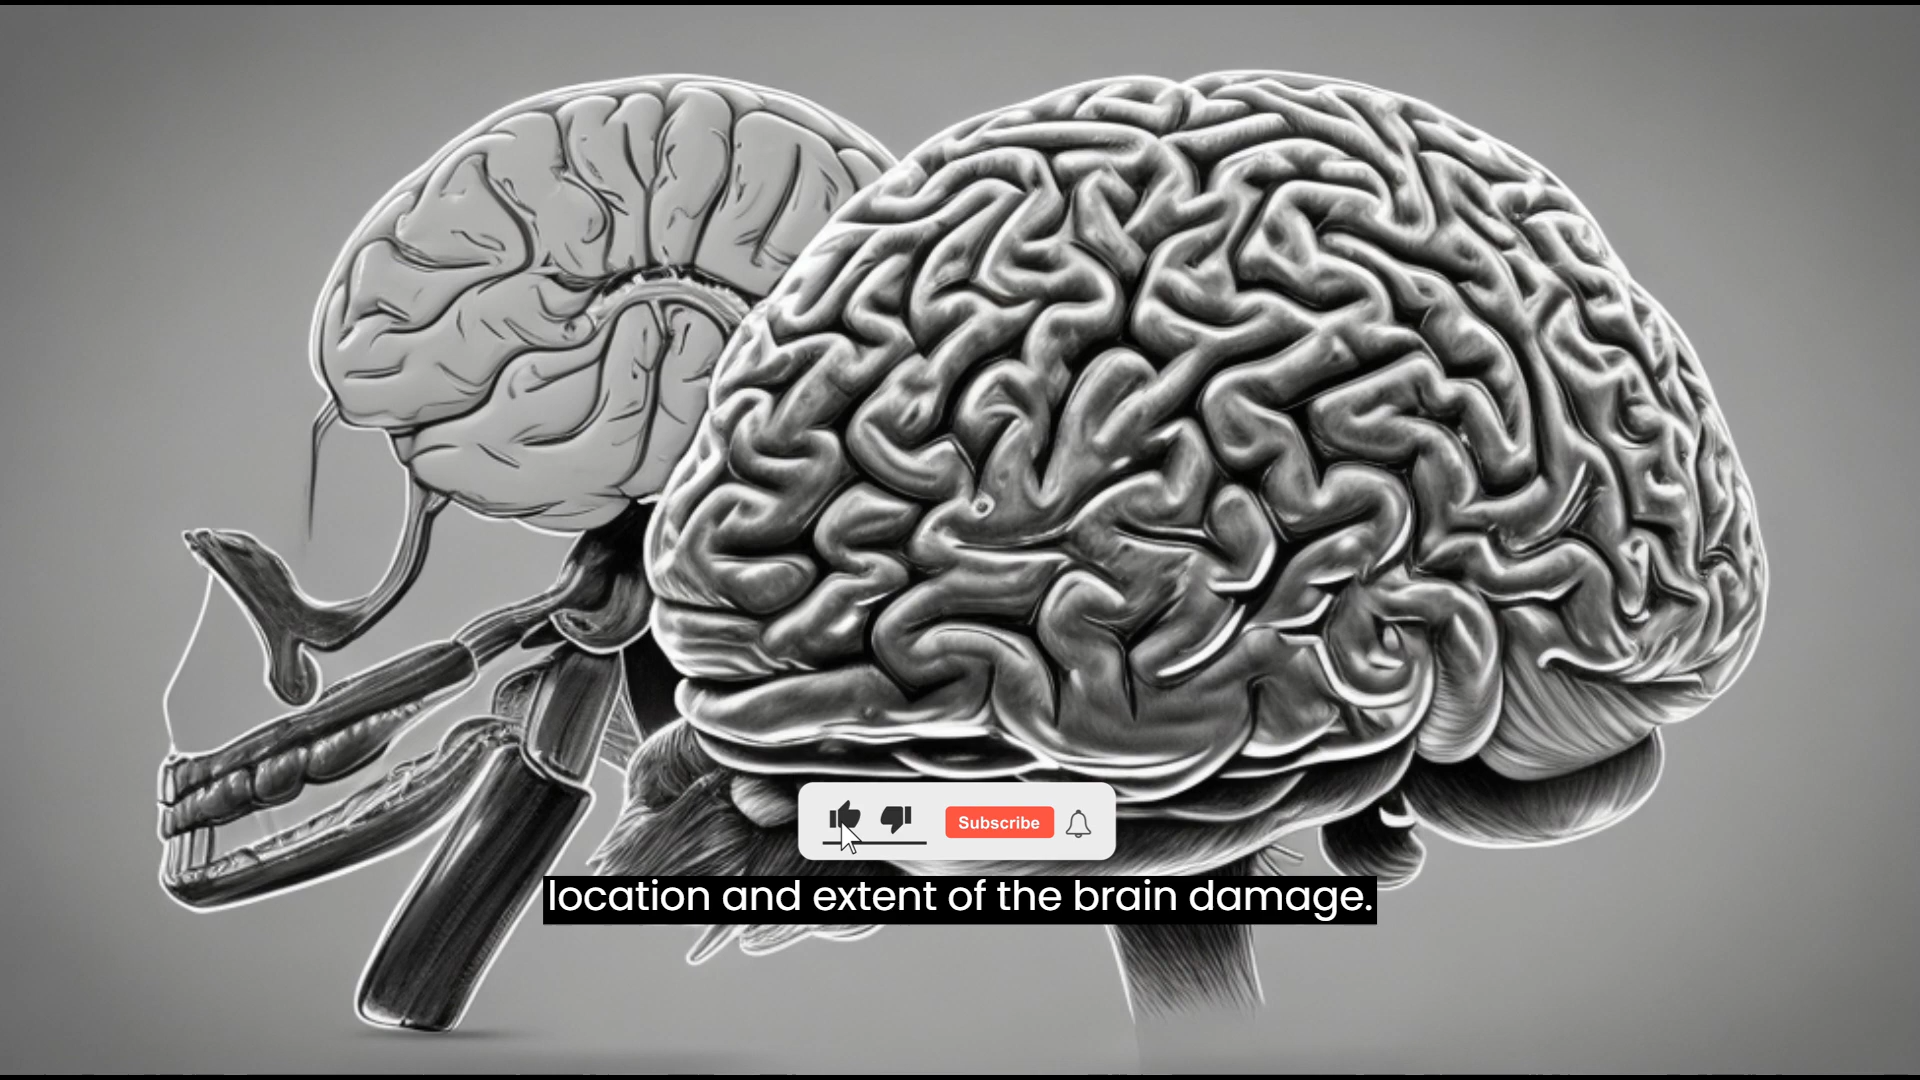 Subscribe
location and extent of the brain damage.